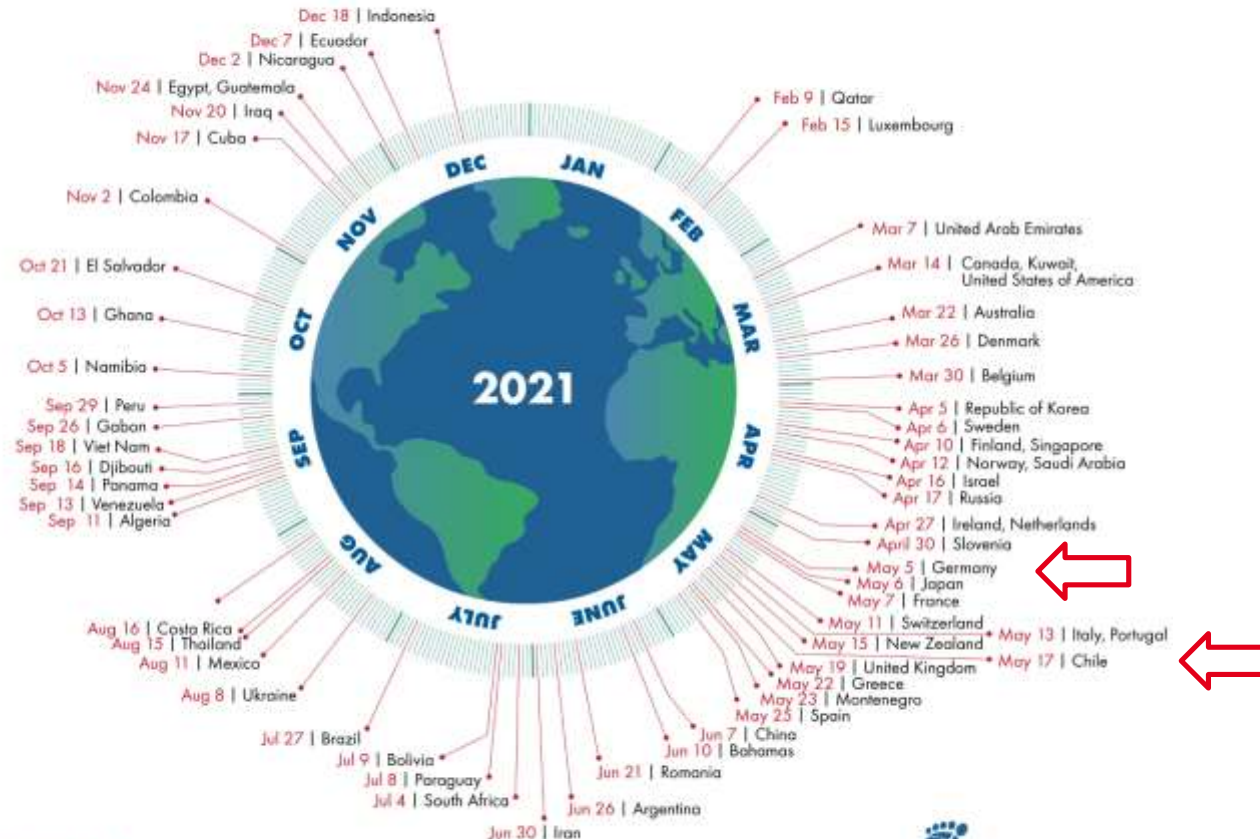 Dec 18 | Indonesia
Dec 7 | Ecuador
Dec 2 | Nicaragua
Nov 24 | Egypt, Guatemala
Nov 20 | Iraq
Nov 17 | Cuba
Nov 2 | Colombia
Oct 21 | El Salvador
Oct 13 | Ghana
Oct 5 | Namibia
Sep 29 | Peru
Sep 26 | Gabon
Sep 18 | Viet Nam
Sep 16 | Djibouti
Sep 14 | Panama
Sep 13 | Venezuela
Sep 11 | Algeria
Aug 16 | Costa Rica
Aug 15 | Thailand
Aug 11 | Mexico
Aug 8 | Ukraine
Jul 27 | Brazil
Jul 9 | Bolivia
Jul 8 | Paraguay
Jul 4 | South Africa
Jun 30 | Iran
DEC
JAN
NOV
FEB
OCT
MAR
2021
SEP
APR
AUG
MAY
JULY
JUNE
Feb 9 | Qatar
Feb 15 | Luxembourg
Mar 7 | United Arab Emirates
Mar 14 | Canada, Kuwait,
United States of America
Mar 22 | Australia
Mar 26 | Denmark
Mar 30 | Belgium
Apr 5 | Republic of Korea
Apr 6 | Sweden
Apr 10 | Finland, Singapore
Apr 12 | Norway, Saudi Arabia
Apr 16 | Israel
Apr 17 | Russia
Apr 27 | Ireland, Netherlands
April 30 | Slovenia
May 5 | Germany
May 6 | Japan
May 7 | France
May 11 | Switzerland
May 13 | Italy, Portugal
May 15 | New Zealand
May 17 | Chile
May 19 | United Kingdom
May 22 | Greece
May 23 | Montenegro
May 25 | Spain
Jun 7 | China
Jun 10 | Bahamas
Jun 21 | Romania
Jun 26 | Argentina